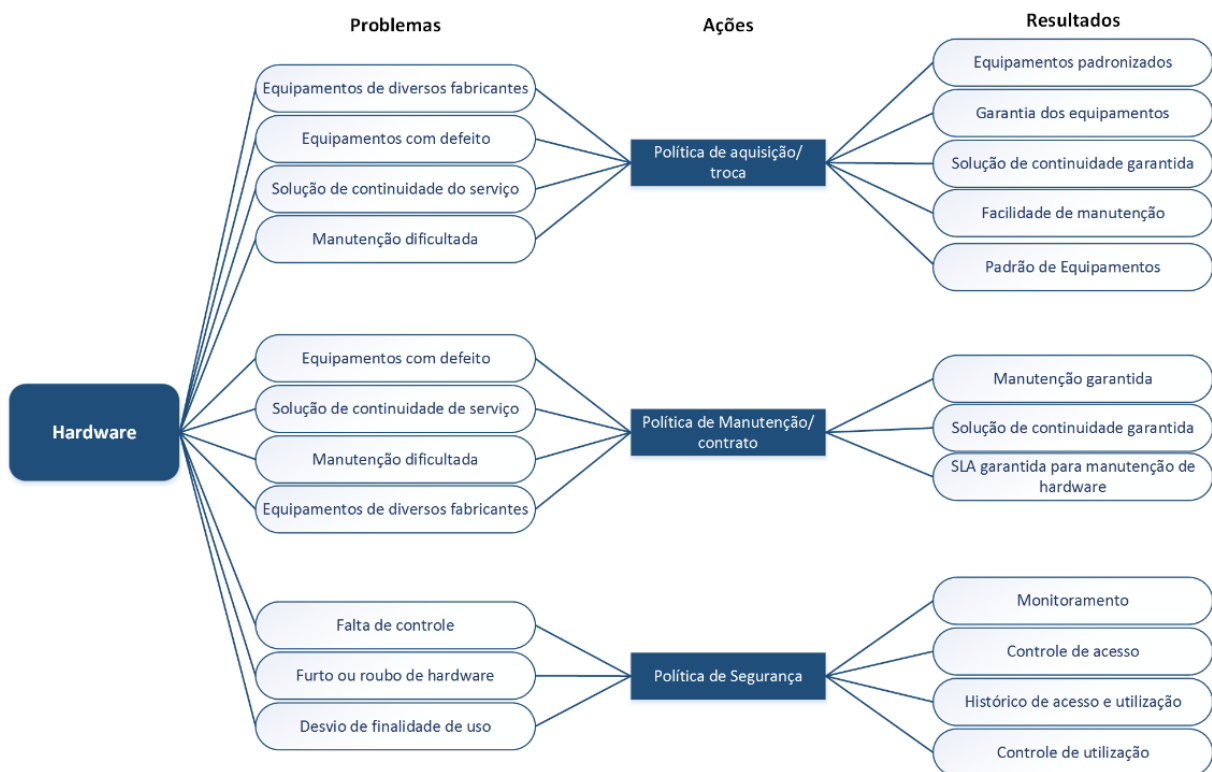 Problemas
Ações
Resultados
Hardware
Equipamentos de diversos fabricantes
Equipamentos com defeito
Solução de continuidade do serviço
Manutenção dificultada
Política de aquisição/
troca
Equipamentos padronizados
Garantia dos equipamentos
Solução de continuidade garantida
Facilidade de manutenção
Padrão de Equipamentos
Equipamentos com defeito
Solução de continuidade de serviço
Manutenção dificultada
Equipamentos de diversos fabricantes
Política de Manutenção/
contrato
Manutenção garantida
Solução de continuidade garantida
SLA garantida para manutenção de
hardware
Falta de controle
Furto ou roubo de hardware
Desvio de finalidade de uso
Política de Segurança
Monitoramento
Controle de acesso
Histórico de acesso e utilização
Controle de utilização